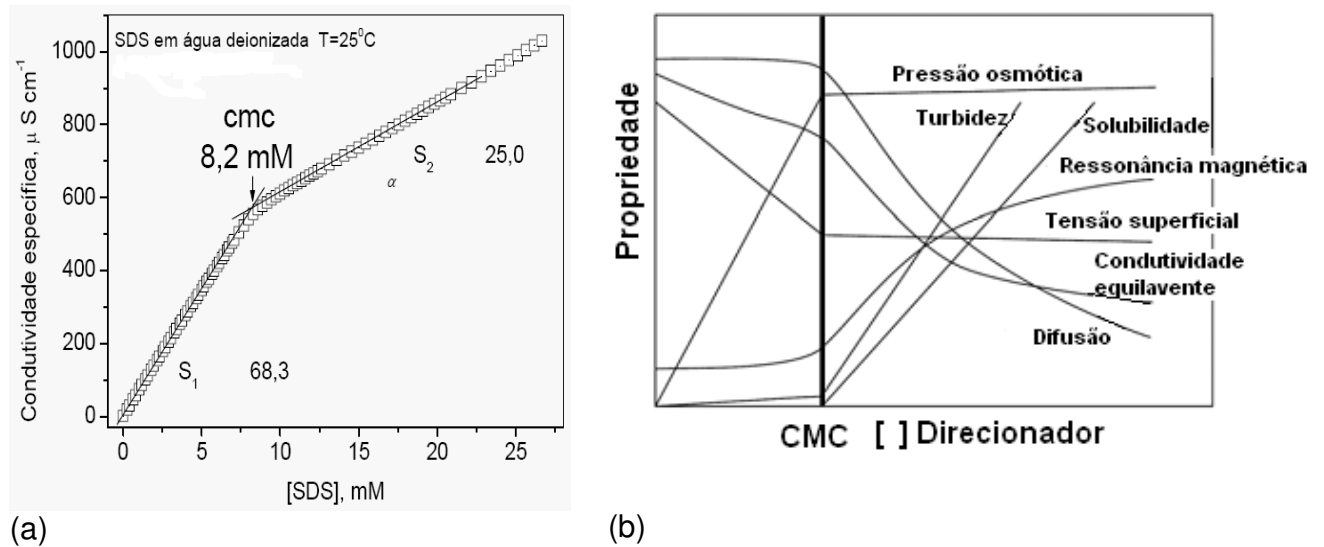 SDS em água deionizada T=25⁰C
Condutividade específica, μ S cm⁻¹
1000
800
600
400
200
0
cmc
8,2 mM
S₂ 25,0
α
S₁ 68,3
0 5 10 15 20 25
[SDS], mM
(a)
Propriedade
Pressão osmótica
Turbidez
Solubilidade
Ressonância magnética
Tensão superficial
Condutividade
equilavente
Difusão
CMC [ ] Direcionador
(b)